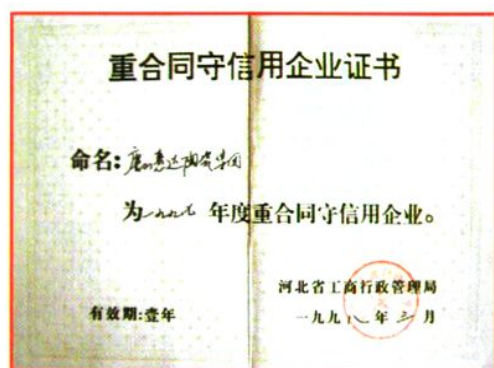 重合同守信用企业证书
命名:唐山惠达陶瓷集团
为一九九七年度重合同守信用企业。
河北省工商行政管理局
有效期:壹年
一九九八年三月